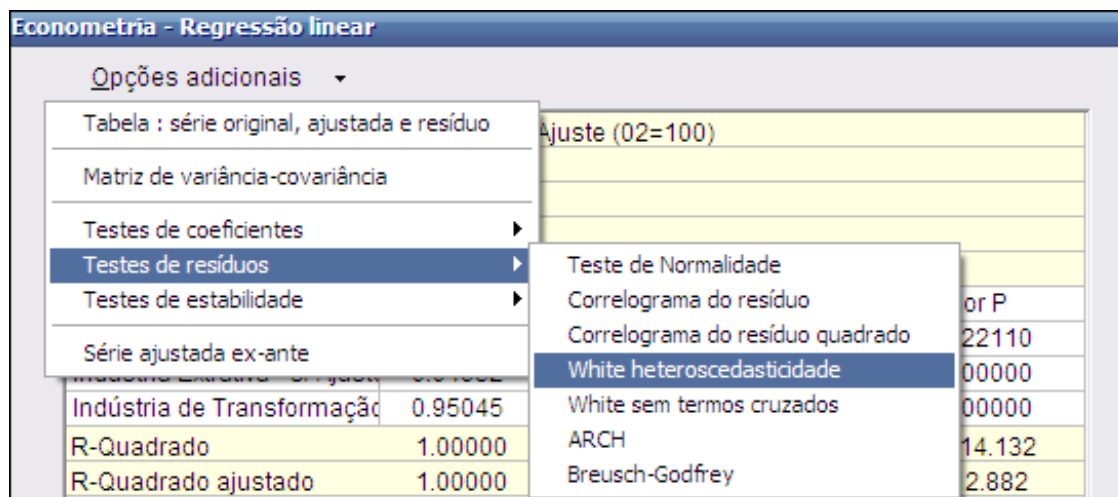 Econometria - Regressão linear
Opções adicionais
Tabela : série original, ajustada e resíduo
Matriz de variância-covariância
Testes de coeficientes
Testes de resíduos
Testes de estabilidade
Série ajustada ex-ante
Teste de Normalidade
Correlograma do resíduo
Correlograma do resíduo quadrado
White heteroscedasticidade
White sem termos cruzados
ARCH
Breusch-Godfrey
Ajuste (02=100)
or P
22110
00000
Indústria de Transformação 0.95045 00000
R-Quadrado 1.00000 14.132
R-Quadrado ajustado 1.00000 2.882